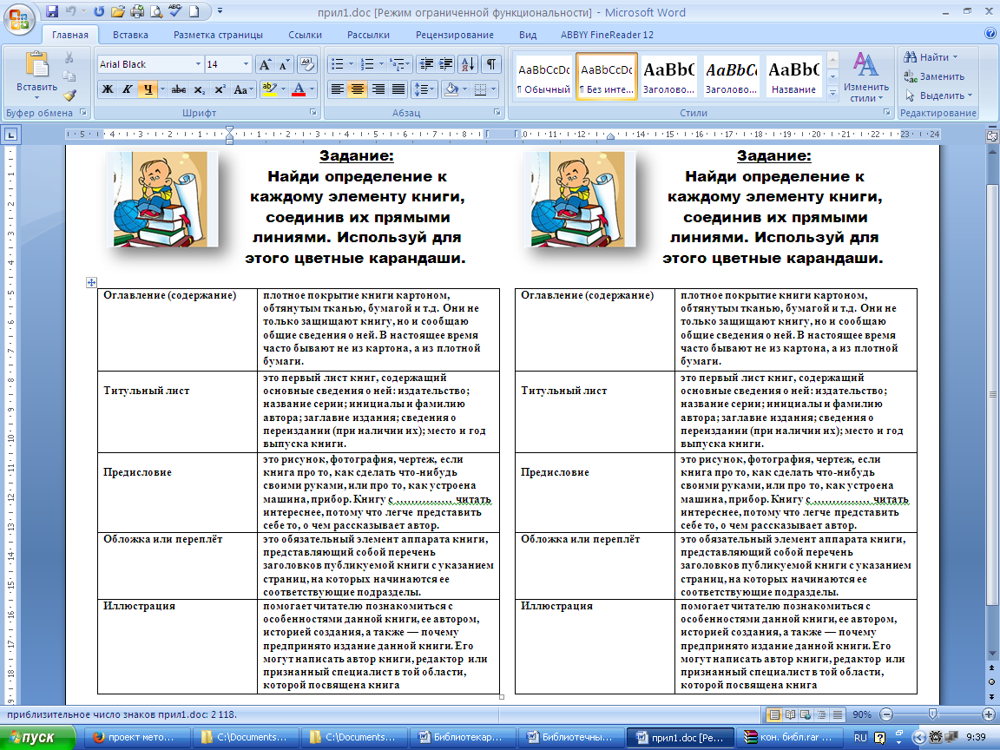 прил1.doc [Режим ограниченной функциональности] - Microsoft Word
Главная Вставка Разметка страницы Ссылки Рассылки Рецензирование Вид ABBYY FineReader 12
Вставить
Буфер обмена
Arial Black 14
Ж К Ч abc x₂ x² Aa
Шрифт
Абзац
АаВbСсDс АаВbСсDс АаВbС АаВbСс АаВbС
¶ Обычный ¶ Без инте... Заголово... Заголово... Название
Изменить стили
Стили
Найти
Заменить
Выделить
Редактирование
Задание:
Найди определение к
каждому элементу книги,
соединив их прямыми
линиями. Используй для
этого цветные карандаши.
Оглавление (содержание)
плотное покрытие книги картоном,
обтянутым тканью, бумагой и т.д. Они не
только защищают книгу, но и сообщаю
общие сведения о ней. В настоящее время
часто бывают не из картона, а из плотной
бумаги.
Титульный лист
это первый лист книг, содержащий
основные сведения о ней: издательство;
название серии; инициалы и фамилию
автора; заглавие издания; сведения о
переиздании (при наличии их); место и год
выпуска книги.
Предисловие
это рисунок, фотография, чертеж, если
книга про то, как сделать что-нибудь
своими руками, или про то, как устроена
машина, прибор. Книгу с ................ читать
интереснее, потому что легче представить
себе то, о чем рассказывает автор.
Обложка или переплёт
это обязательный элемент аппарата книги,
представляющий собой перечень
заголовков публикуемой книги с указанием
страниц, на которых начинаются ее
соответствующие подразделы.
Иллюстрация
помогает читателю познакомиться с
особенностями данной книги, ее автором,
историей создания, а также — почему
предпринято издание данной книги. Его
могут написать автор книги, редактор или
признанный специалист в той области,
которой посвящена книга
Задание:
Найди определение к
каждому элементу книги,
соединив их прямыми
линиями. Используй для
этого цветные карандаши.
Оглавление (содержание)
плотное покрытие книги картоном,
обтянутым тканью, бумагой и т.д. Они не
только защищают книгу, но и сообщаю
общие сведения о ней. В настоящее время
часто бывают не из картона, а из плотной
бумаги.
Титульный лист
это первый лист книг, содержащий
основные сведения о ней: издательство;
название серии; инициалы и фамилию
автора; заглавие издания; сведения о
переиздании (при наличии их); место и год
выпуска книги.
Предисловие
это рисунок, фотография, чертеж, если
книга про то, как сделать что-нибудь
своими руками, или про то, как устроена
машина, прибор. Книгу с ................ читать
интереснее, потому что легче представить
себе то, о чем рассказывает автор.
Обложка или переплёт
это обязательный элемент аппарата книги,
представляющий собой перечень
заголовков публикуемой книги с указанием
страниц, на которых начинаются ее
соответствующие подразделы.
Иллюстрация
помогает читателю познакомиться с
особенностями данной книги, ее автором,
историей создания, а также — почему
предпринято издание данной книги. Его
могут написать автор книги, редактор или
признанный специалист в той области,
которой посвящена книга
приблизительное число знаков прил1.doc: 2 118.
90%
пуск проект мето... C:\Documents... C:\Documents... Библиотекар... Библиотечны... прил1.doc [Ре... кон. библ.rar ... RU 9:39